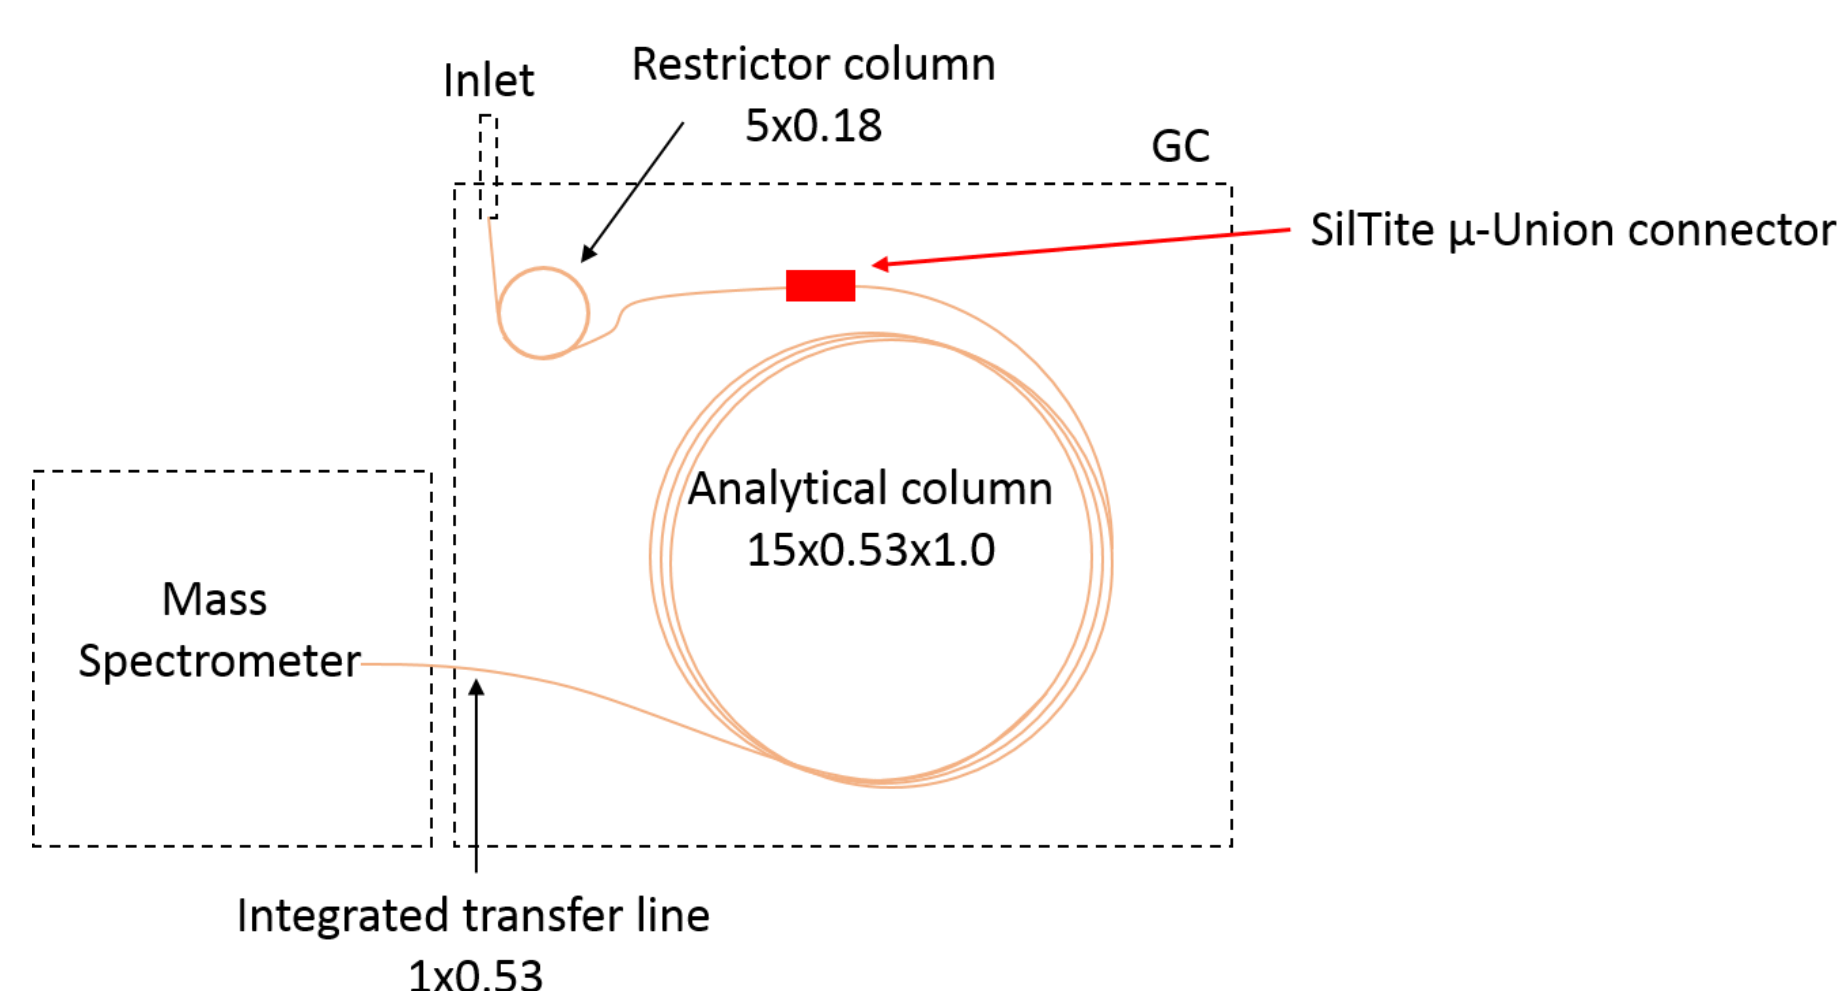 Inlet
Restrictor column
5x0.18
GC
SilTite µ-Union connector
Analytical column
15x0.53x1.0
Mass
Spectrometer
Integrated transfer line
1x0.53